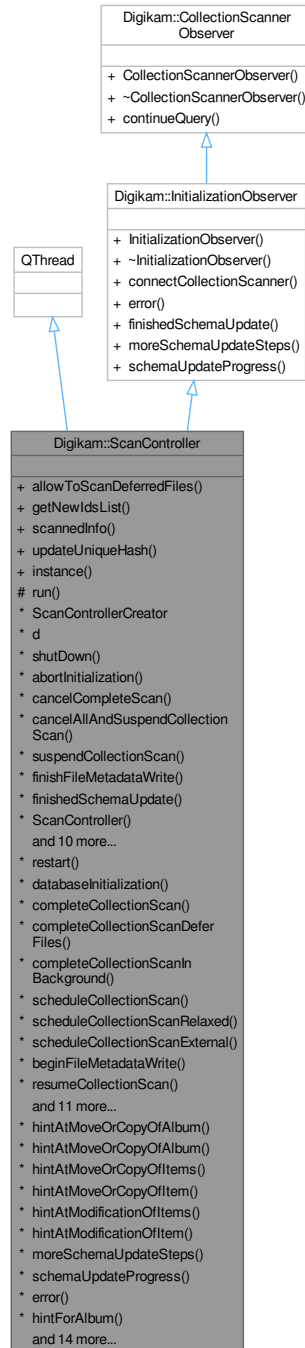 Digikam::CollectionScanner
Observer
+ CollectionScannerObserver()
+ ~CollectionScannerObserver()
+ continueQuery()
Digikam::InitializationObserver
+ InitializationObserver()
+ ~InitializationObserver()
+ connectCollectionScanner()
+ error()
+ finishedSchemaUpdate()
+ moreSchemaUpdateSteps()
+ schemaUpdateProgress()
QThread
Digikam::ScanController
+ allowToScanDeferredFiles()
+ getNewIdsList()
+ scannedInfo()
+ updateUniqueHash()
+ instance()
# run()
* ScanControllerCreator
* d
* shutDown()
* abortInitialization()
* cancelCompleteScan()
* cancelAllAndSuspendCollection
Scan()
* suspendCollectionScan()
* finishFileMetadataWrite()
* finishedSchemaUpdate()
* ScanController()
and 10 more...
* restart()
* databaseInitialization()
* completeCollectionScan()
* completeCollectionScanDefer
Files()
* completeCollectionScanIn
Background()
* scheduleCollectionScan()
* scheduleCollectionScanRelaxed()
* scheduleCollectionScanExternal()
* beginFileMetadataWrite()
* resumeCollectionScan()
and 11 more...
* hintAtMoveOrCopyOfAlbum()
* hintAtMoveOrCopyOfAlbum()
* hintAtMoveOrCopyOfItems()
* hintAtMoveOrCopyOfItem()
* hintAtModificationOfItems()
* hintAtModificationOfItem()
* moreSchemaUpdateSteps()
* schemaUpdateProgress()
* error()
* hintForAlbum()
and 14 more...